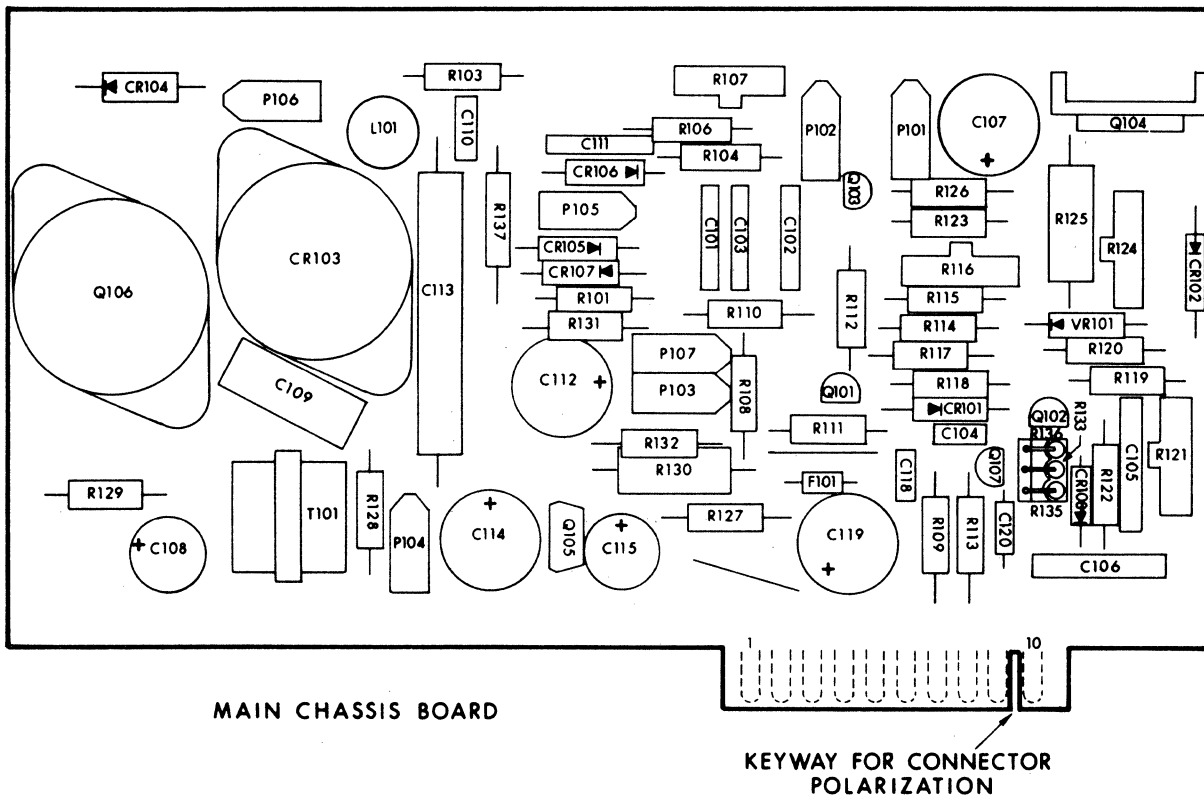 CR104
P106
R103
L101
C110
R107
P102
P101
C107
Q104
C111
R106
R104
CR106
Q103
R126
R123
P105
R137
C101
C103
C102
R125
R124
CR102
CR105
CR107
R116
CR103
C113
Q106
R101
R131
R110
R112
R115
R114
VR101
R120
R117
P107
P103
R108
C112
Q101
R118
CR101
R119
C109
R111
C104
Q102
R133
R136
R132
R130
C118
Q107
CR108
R122
C105
R121
F101
R135
R129
T101
R128
P104
C114
Q105
C115
R127
C119
R109
R113
C120
C108
C106
1
10
MAIN CHASSIS BOARD
KEYWAY FOR CONNECTOR
POLARIZATION